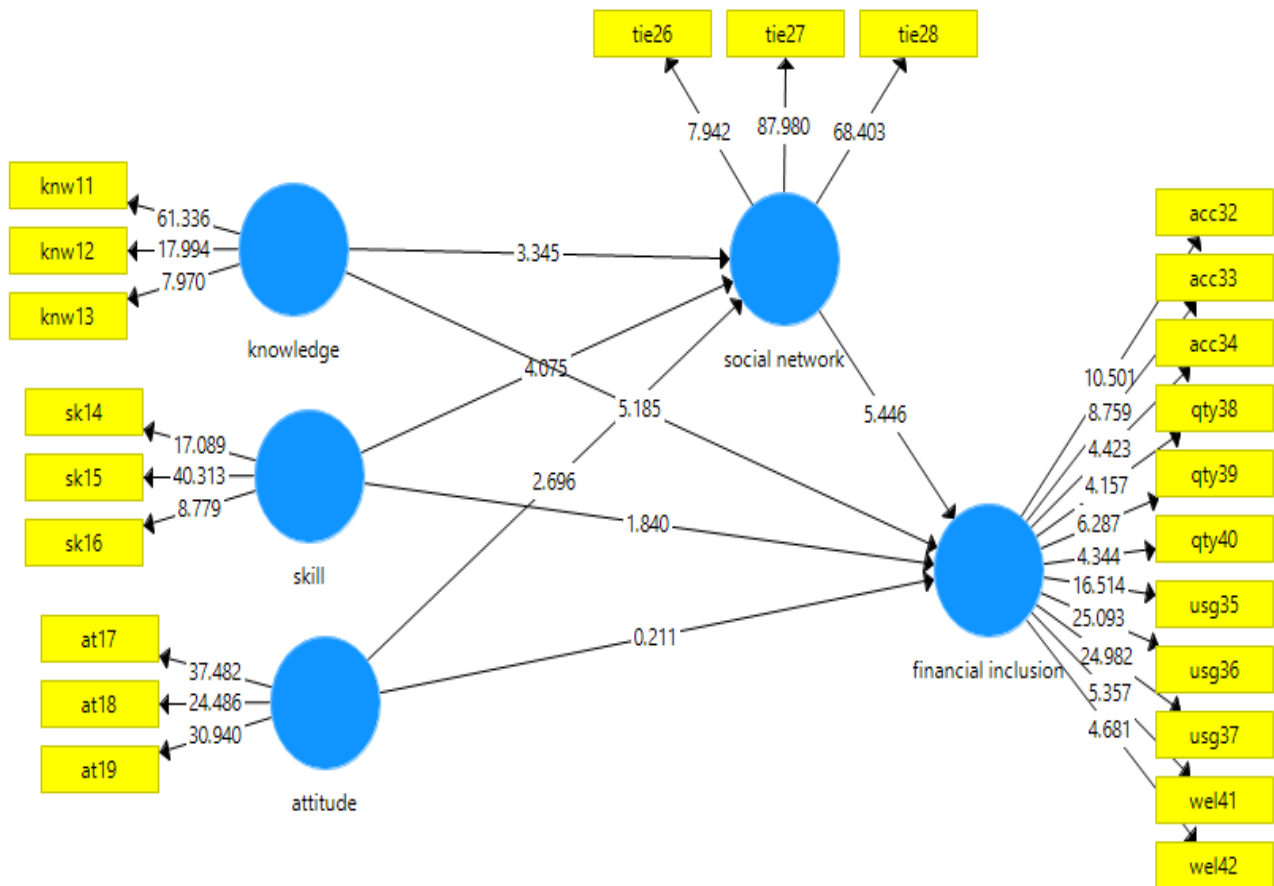 tie26
tie27
tie28
7.942
87.980
68.403
knw11
knw12
knw13
61.336
17.994
7.970
knowledge
3.345
social network
sk14
sk15
sk16
17.089
40.313
8.779
skill
4.075
5.185
2.696
5.446
1.840
at17
at18
at19
37.482
24.486
30.940
attitude
0.211
financial inclusion
10.501
8.759
4.423
4.157
6.287
4.344
16.514
25.093
24.982
5.357
4.681
acc32
acc33
acc34
qty38
qty39
qty40
usg35
usg36
usg37
wel41
wel42